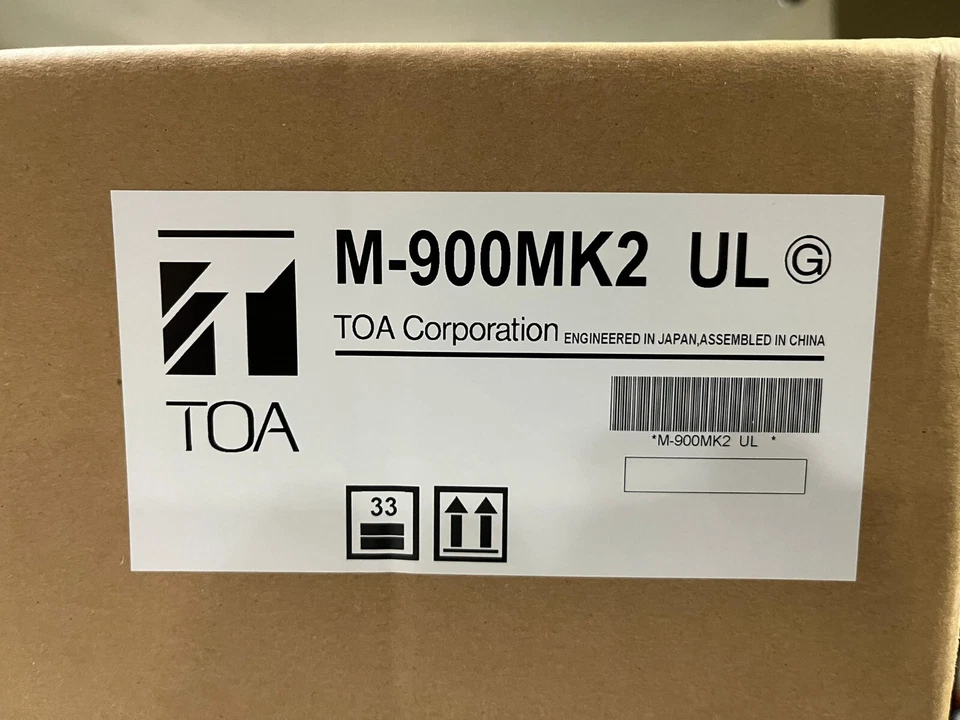 M-900MK2 UL Ⓖ
TOA Corporation ENGINEERED IN JAPAN,ASSEMBLED IN CHINA
TOA
*M-900MK2 UL *
33